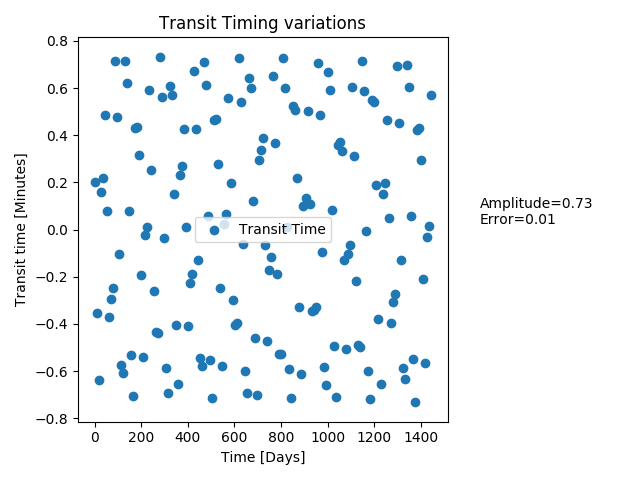 Transit Timing variations
Transit time [Minutes]
0.8
0.6
0.4
0.2
0.0
−0.2
−0.4
−0.6
−0.8
Transit Time
Amplitude=0.73
Error=0.01
0 200 400 600 800 1000 1200 1400
Time [Days]